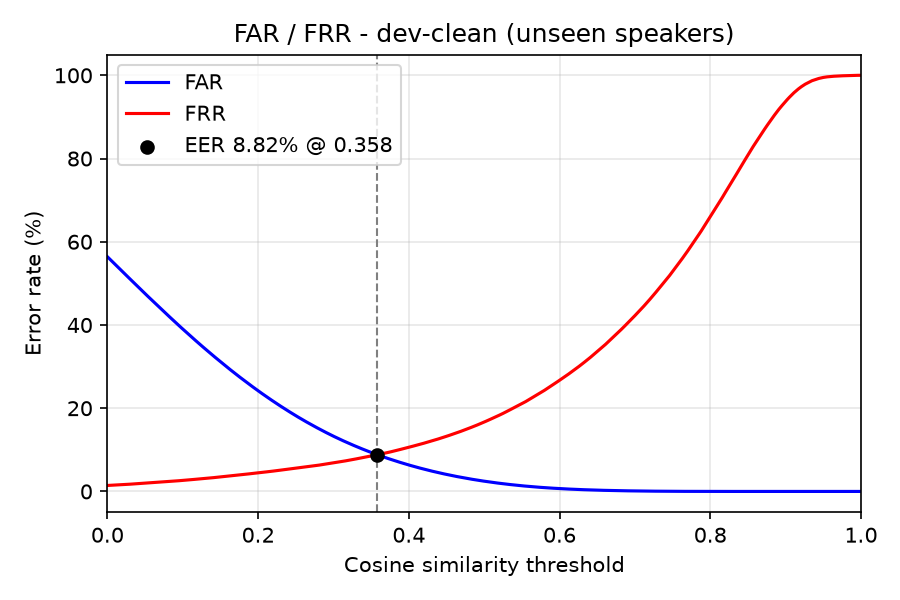 FAR / FRR - dev-clean (unseen speakers)
FAR
FRR
EER 8.82% @ 0.358
Error rate (%)
100
80
60
40
20
0
0.0 0.2 0.4 0.6 0.8 1.0
Cosine similarity threshold